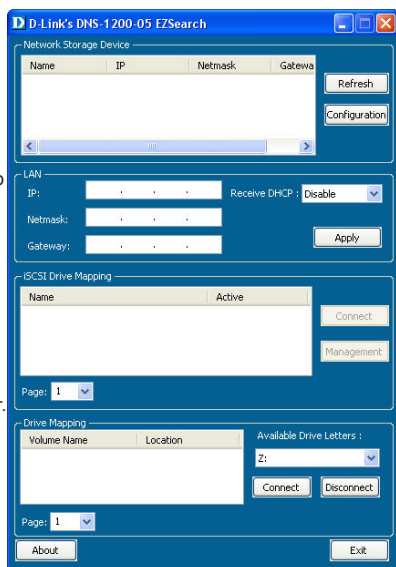 D-Link's DNS-1200-05 EZSearch
Network Storage Device
Name IP Netmask Gatewa
Refresh
Configuration
LAN
IP: . . . Receive DHCP : Disable
Netmask: . . .
Gateway: . . . Apply
iSCSI Drive Mapping
Name Active
Connect
Management
Page: 1
Drive Mapping
Volume Name Location Available Drive Letters :
Z:
Connect Disconnect
Page: 1
About Exit